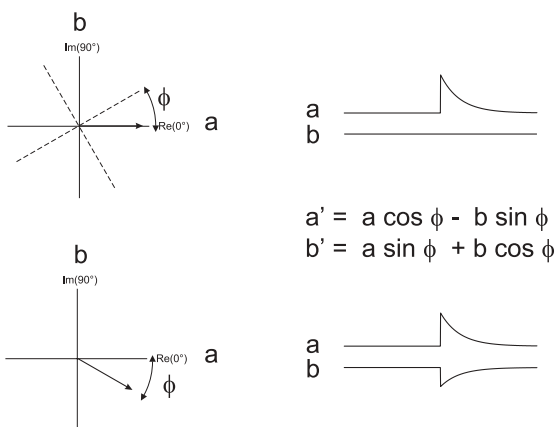 b
Im(90°)
ϕ
Re(0°)
a
a
b
a’ = a cos ϕ - b sin ϕ
b’ = a sin ϕ + b cos ϕ
b
Im(90°)
Re(0°)
a
ϕ
a
b